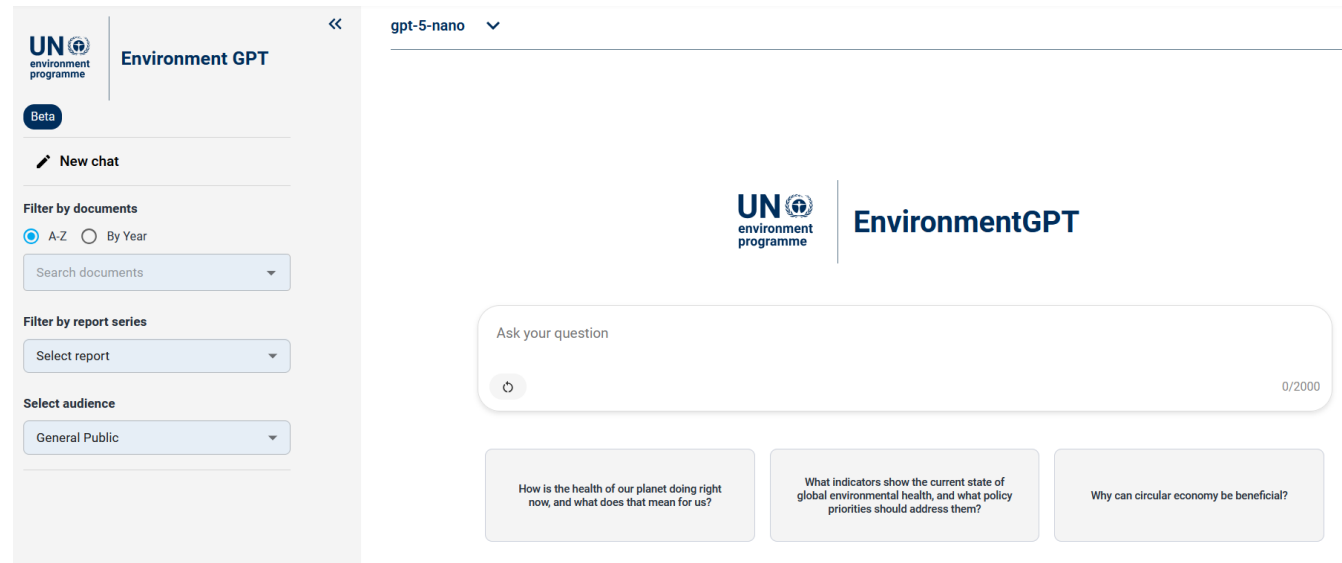 UN
environment
programme
Environment GPT
Beta
New chat
Filter by documents
A-Z
By Year
Search documents
Filter by report series
Select report
Select audience
General Public
gpt-5-nano
UN
environment
programme
EnvironmentGPT
Ask your question
0/2000
How is the health of our planet doing right
now, and what does that mean for us?
What indicators show the current state of
global environmental health, and what policy
priorities should address them?
Why can circular economy be beneficial?